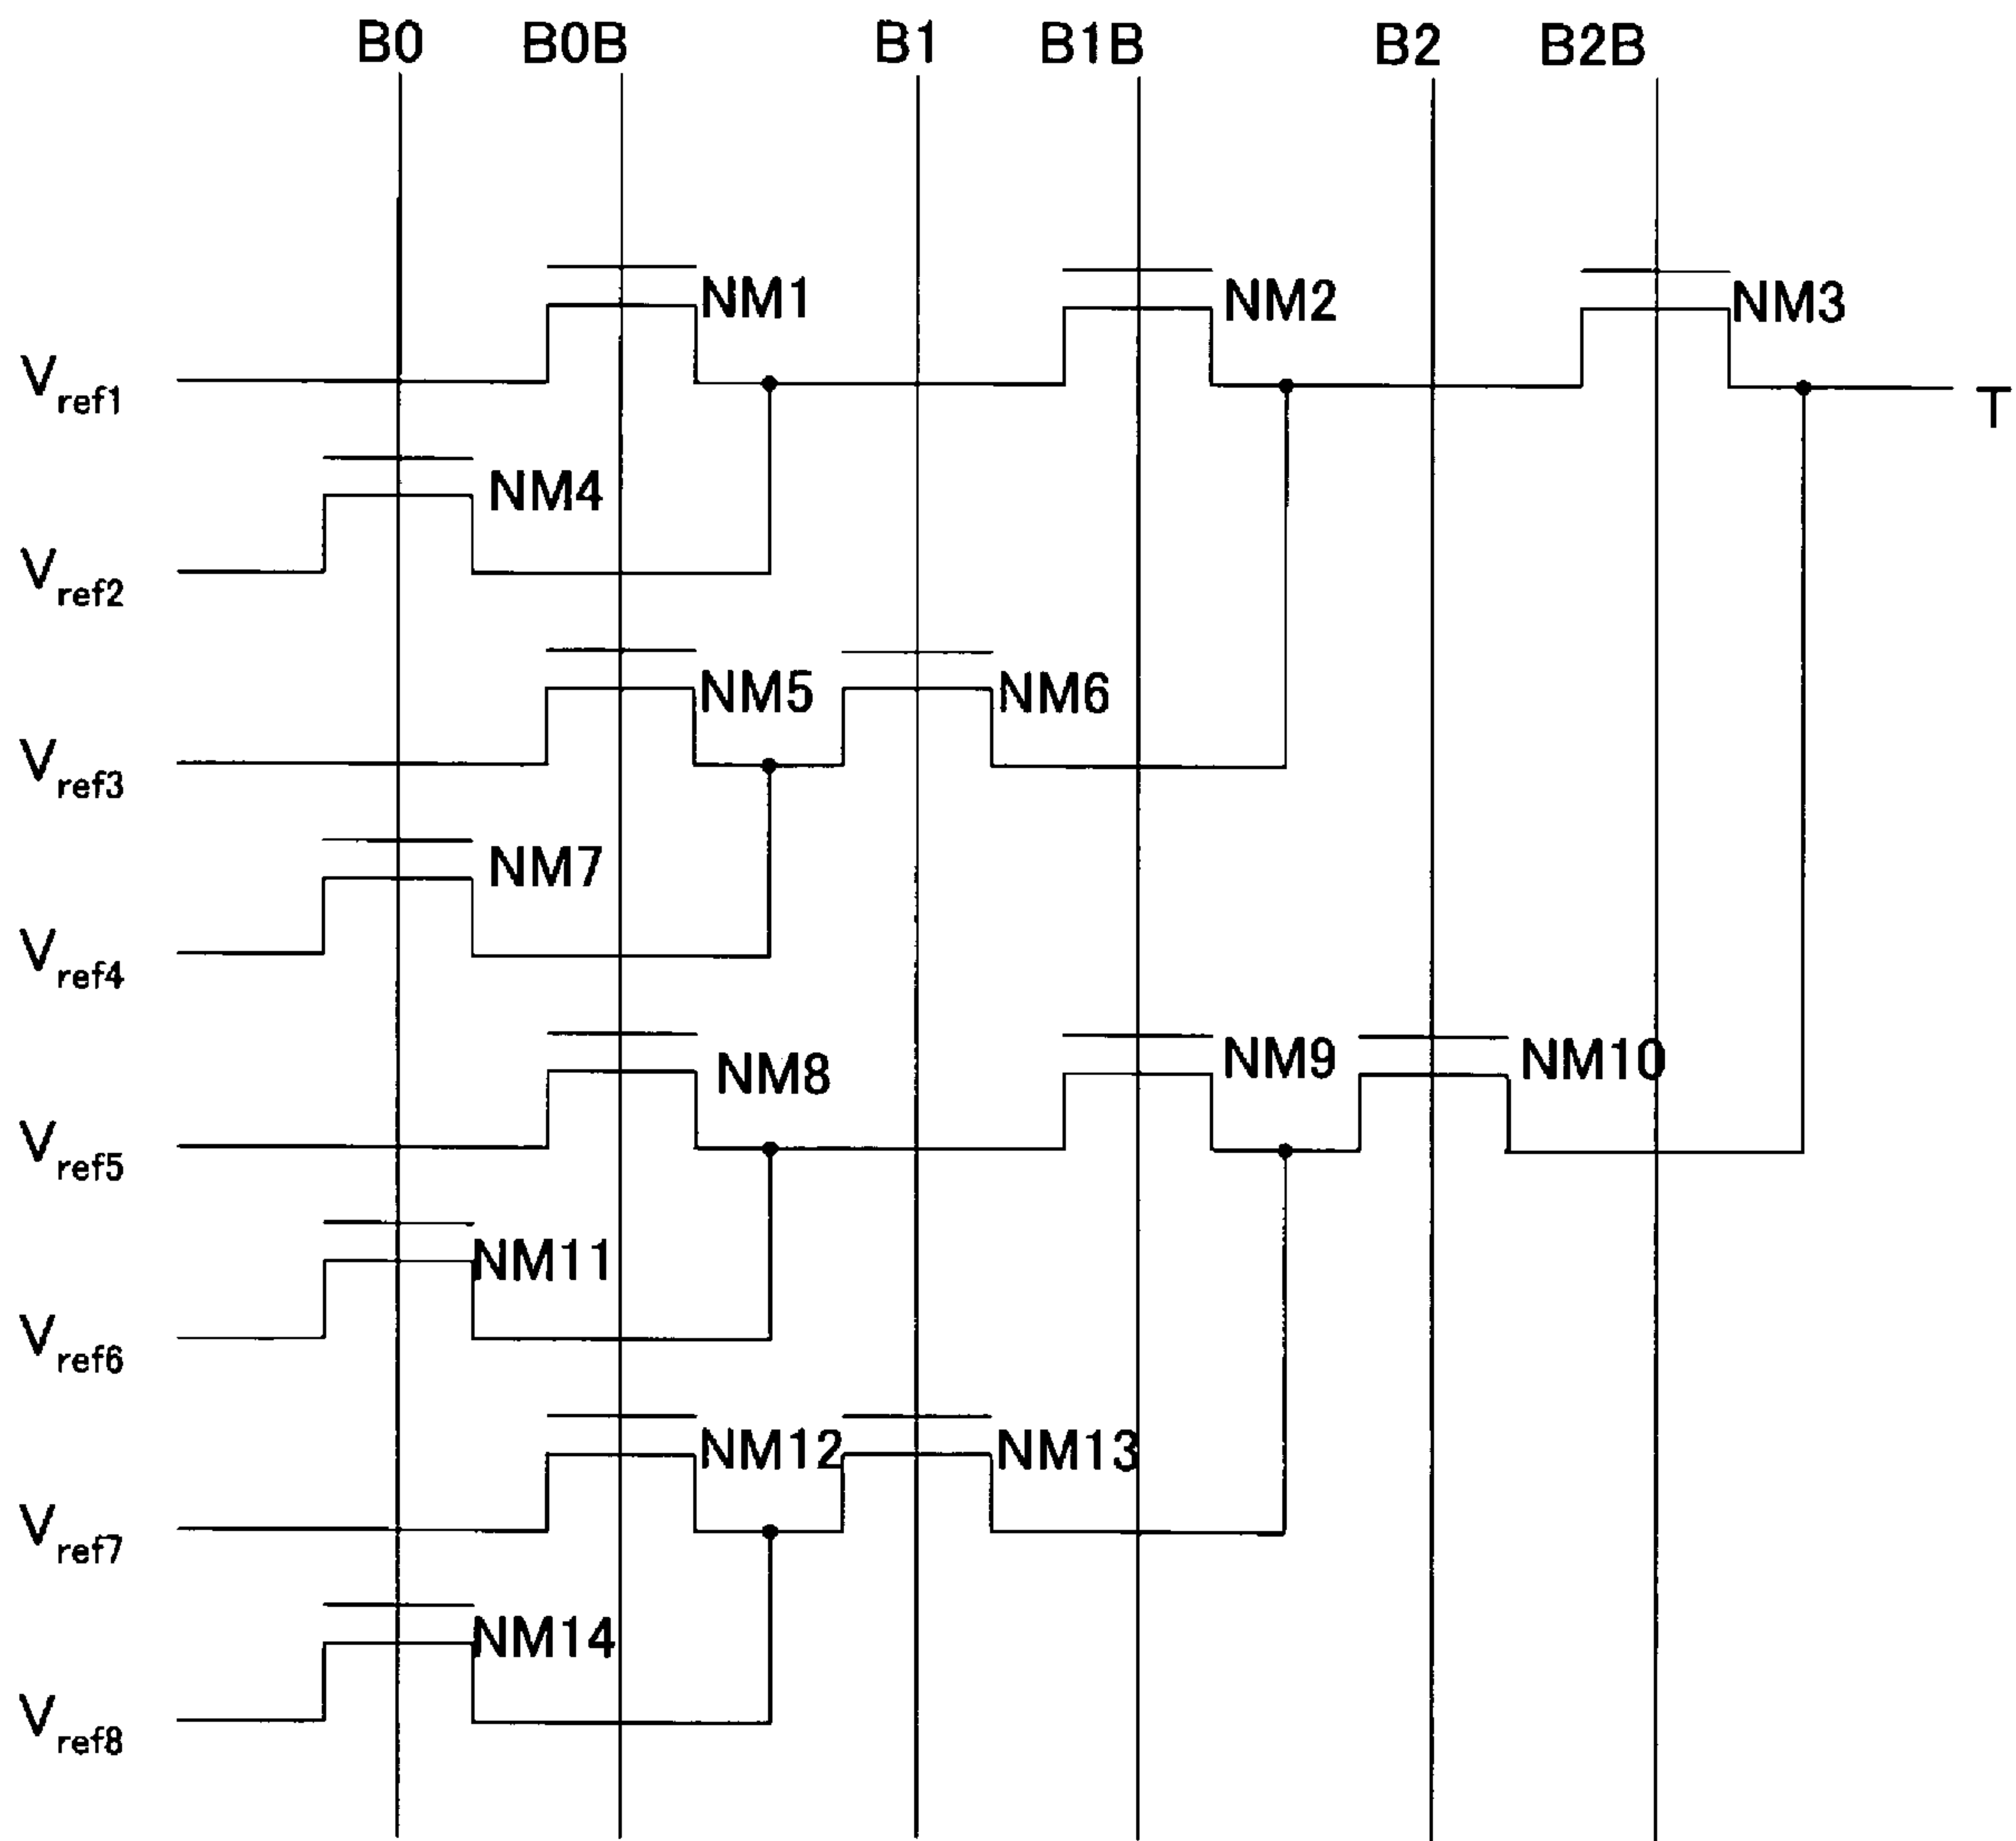 B0 B0B B1 B1B B2 B2B
NM1 NM2 NM3
Vref1 T
NM4
Vref2
NM5 NM6
Vref3
NM7
Vref4
NM8 NM9 NM10
Vref5
NM11
Vref6
NM12 NM13
Vref7
NM14
Vref8